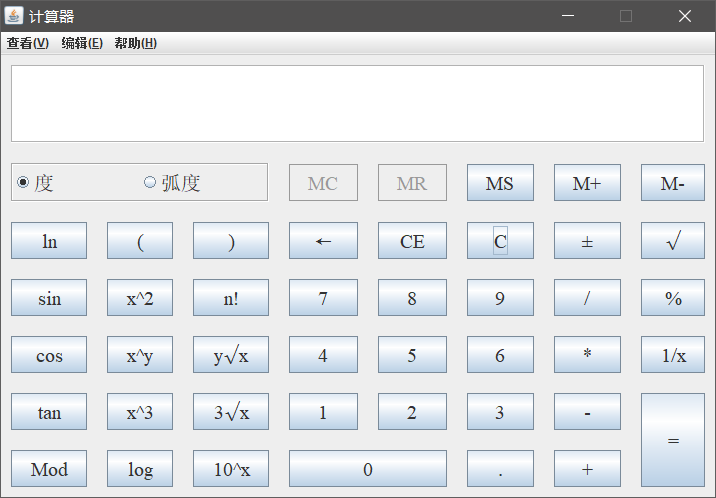 计算器
查看(V) 编辑(E) 帮助(H)
度 弧度 MC MR MS M+ M-
ln ( ) ← CE C ± √
sin x^2 n! 7 8 9 / %
cos x^y y√x 4 5 6 * 1/x
tan x^3 3√x 1 2 3 - =
Mod log 10^x 0 . +